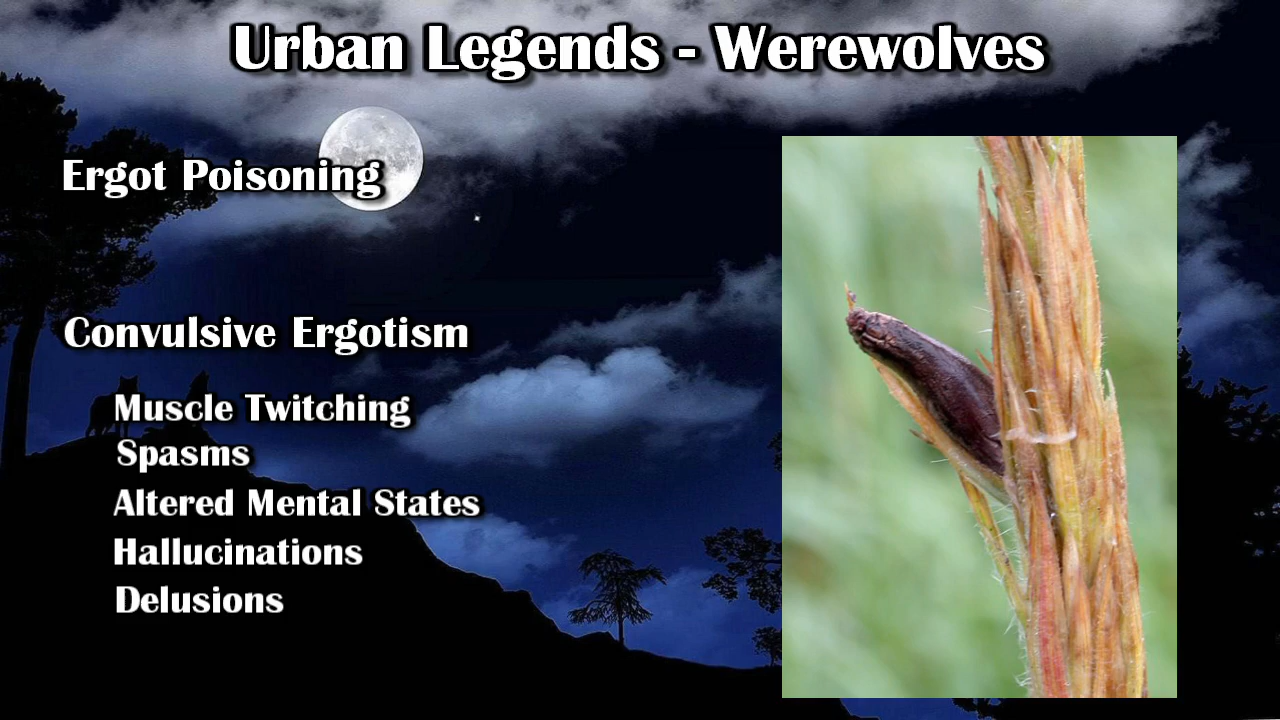 Urban Legends - Werewolves
Ergot Poisoning
Convulsive Ergotism
Muscle Twitching
Spasms
Altered Mental States
Hallucinations
Delusions